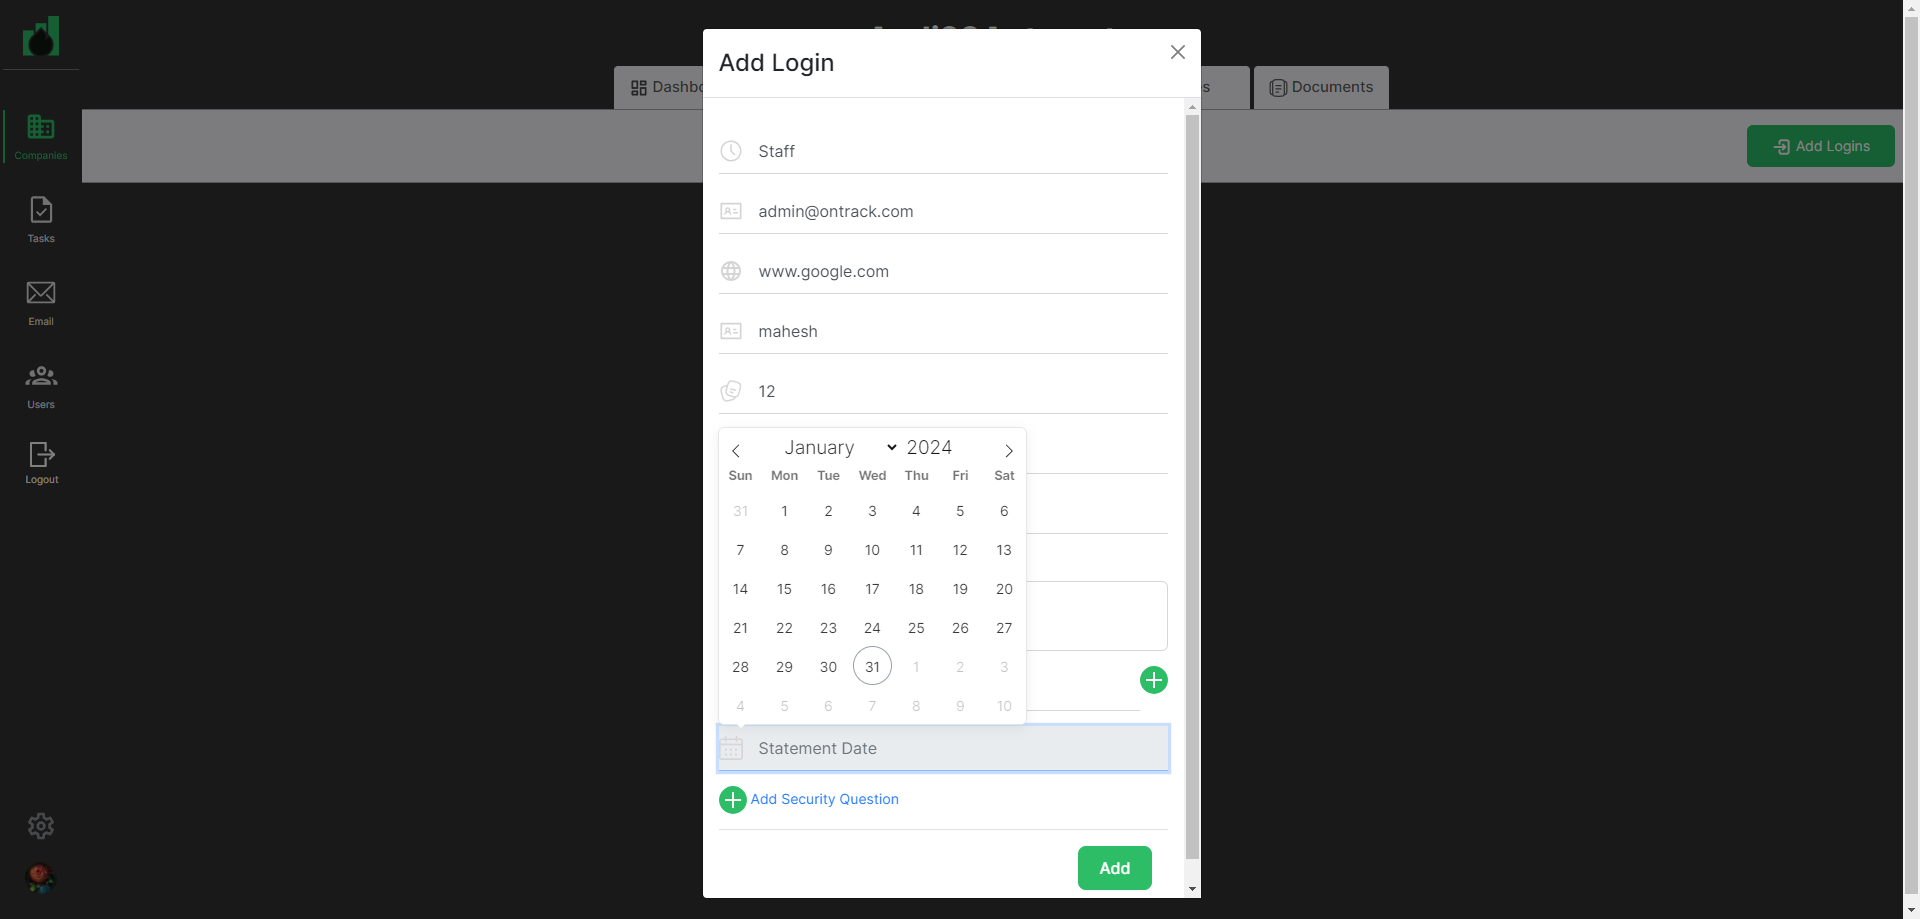 Add Login
Dashbo
s
Documents
Companies
Add Logins
Staff
Tasks
admin@ontrack.com
www.google.com
Email
mahesh
Users
12
January 2024
Logout
Sun Mon Tue Wed Thu Fri Sat
31 1 2 3 4 5 6
7 8 9 10 11 12 13
14 15 16 17 18 19 20
21 22 23 24 25 26 27
28 29 30 31 1 2 3
4 5 6 7 8 9 10
Statement Date
Add Security Question
Add